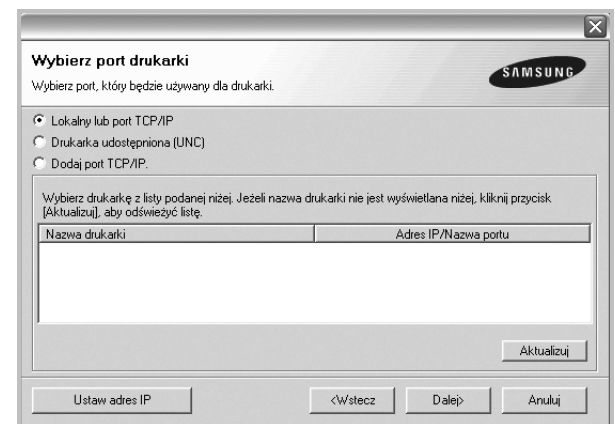 Wybierz port drukarki
Wybierz port, który będzie używany dla drukarki.
SAMSUNG
Lokalny lub port TCP/IP
Drukarka udostępniona (UNC)
Dodaj port TCP/IP.
Wybierz drukarkę z listy podanej niżej. Jeżeli nazwa drukarki nie jest wyświetlana niżej, kliknij przycisk
[Aktualizuj], aby odświeżyć listę.
Nazwa drukarki Adres IP/Nazwa portu
Aktualizuj
Ustaw adres IP <Wstecz Dalej> Anuluj